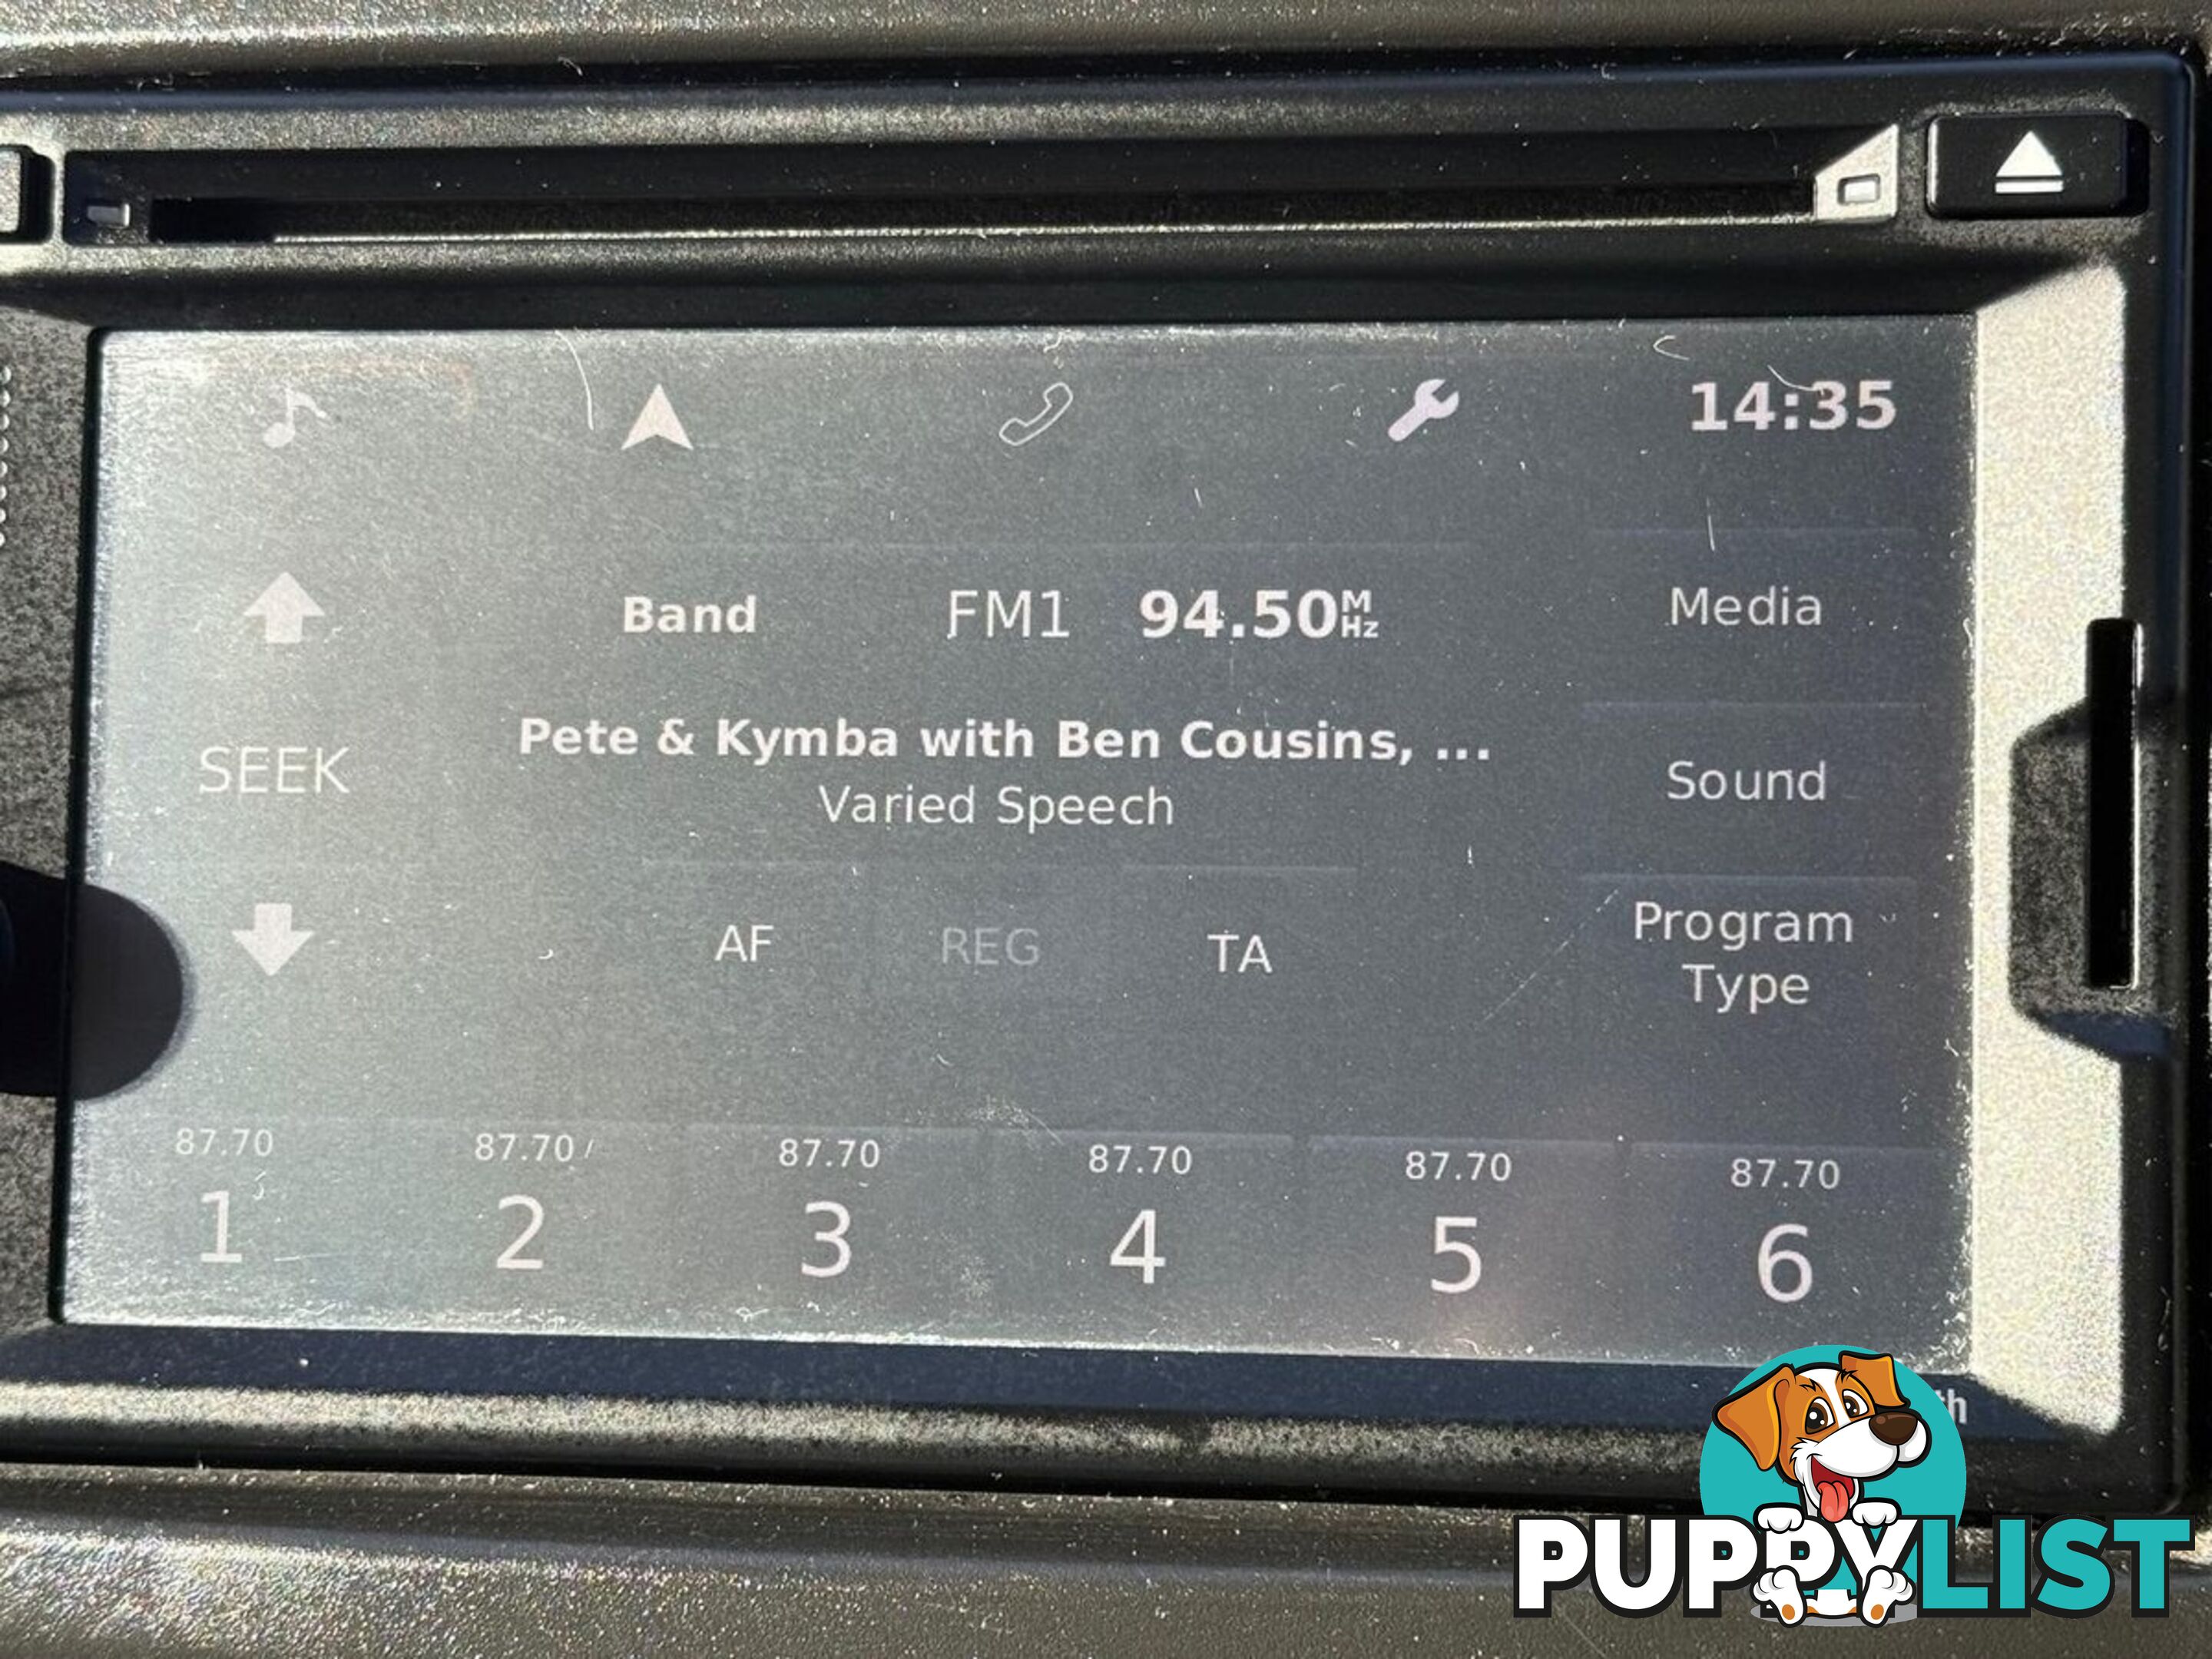 14:35
Band FM1 94.50 MHz
Media
SEEK
Pete & Kymba with Ben Cousins, ...
Varied Speech
Sound
AF REG TA
Program
Type
87.70 87.70 87.70 87.70 87.70 87.70
1 2 3 4 5 6
PUPPYLIST